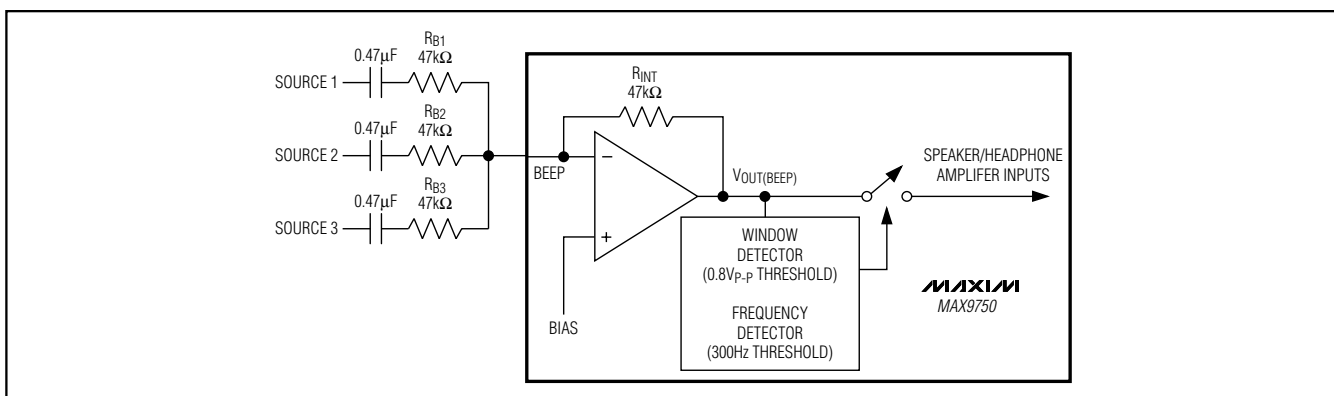 RB1
0.47µF
47kΩ
SOURCE 1
RB2
0.47µF
47kΩ
SOURCE 2
RB3
0.47µF
47kΩ
SOURCE 3
RINT
47kΩ
BEEP
−
+
BIAS
VOUT(BEEP)
WINDOW
DETECTOR
(0.8VP-P THRESHOLD)
FREQUENCY
DETECTOR
(300Hz THRESHOLD)
SPEAKER/HEADPHONE
AMPLIFER INPUTS
MAXIM
MAX9750